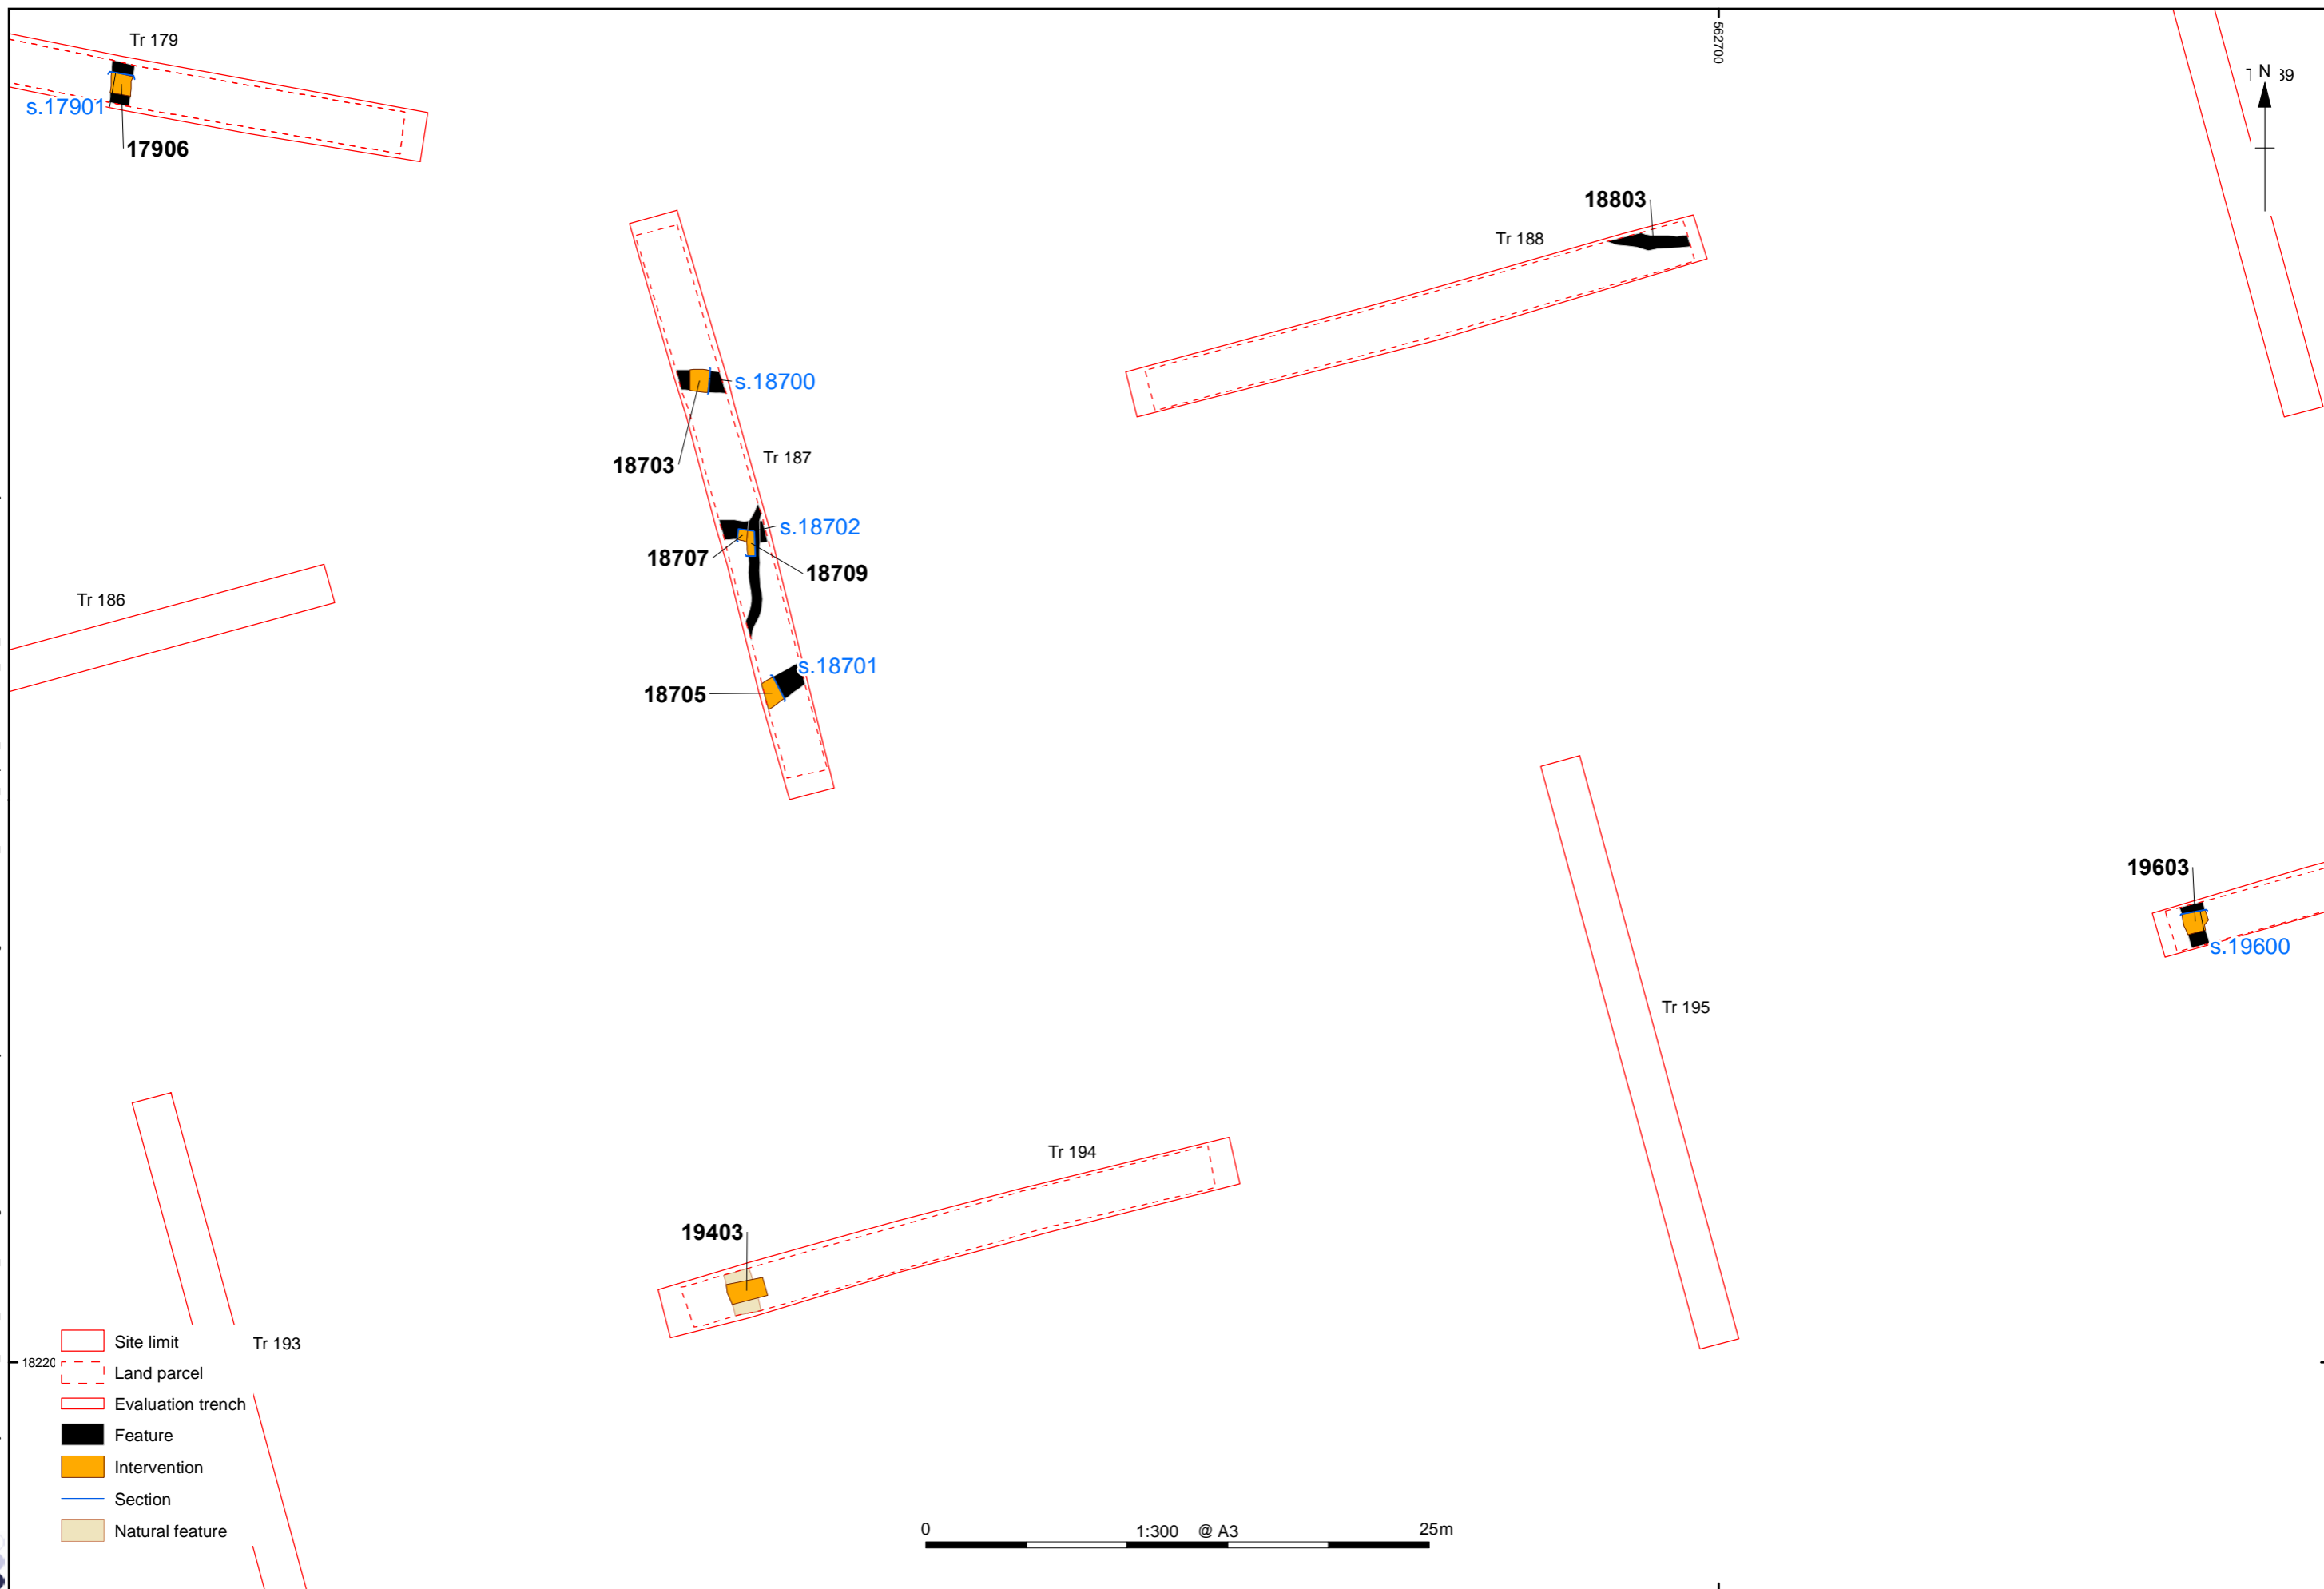 Tr 179
562700
N
s.17901
17906
18803
Tr 188
s.18700
18703
Tr 187
s.18702
18707
18709
Tr 186
s.18701
18705
19603
s.19600
Tr 195
Tr 194
19403
Tr 193
18220
Site limit
Land parcel
Evaluation trench
Feature
Intervention
Section
Natural feature
0
1:300 @ A3
25m